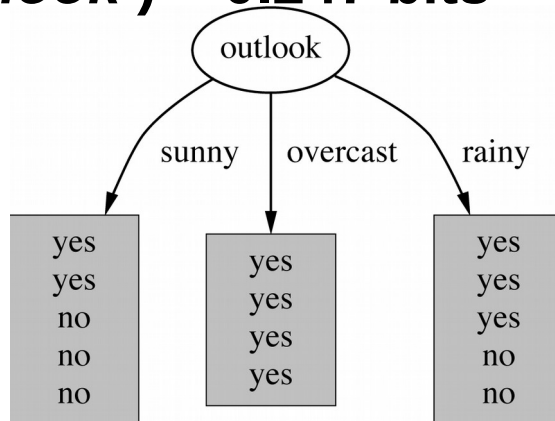 outlook
sunny
overcast
rainy
yes
yes
no
no
no
yes
yes
yes
yes
yes
yes
yes
no
no